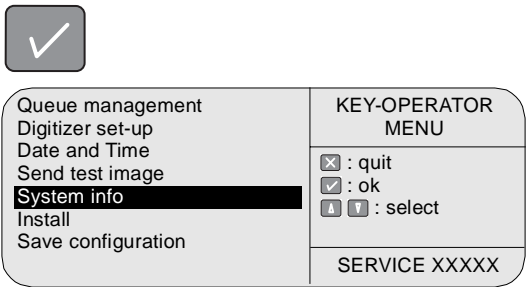 Queue management
Digitizer set-up
Date and Time
Send test image
System info
Install
Save configuration
KEY-OPERATOR
MENU
: quit
: ok
: select
SERVICE XXXXX